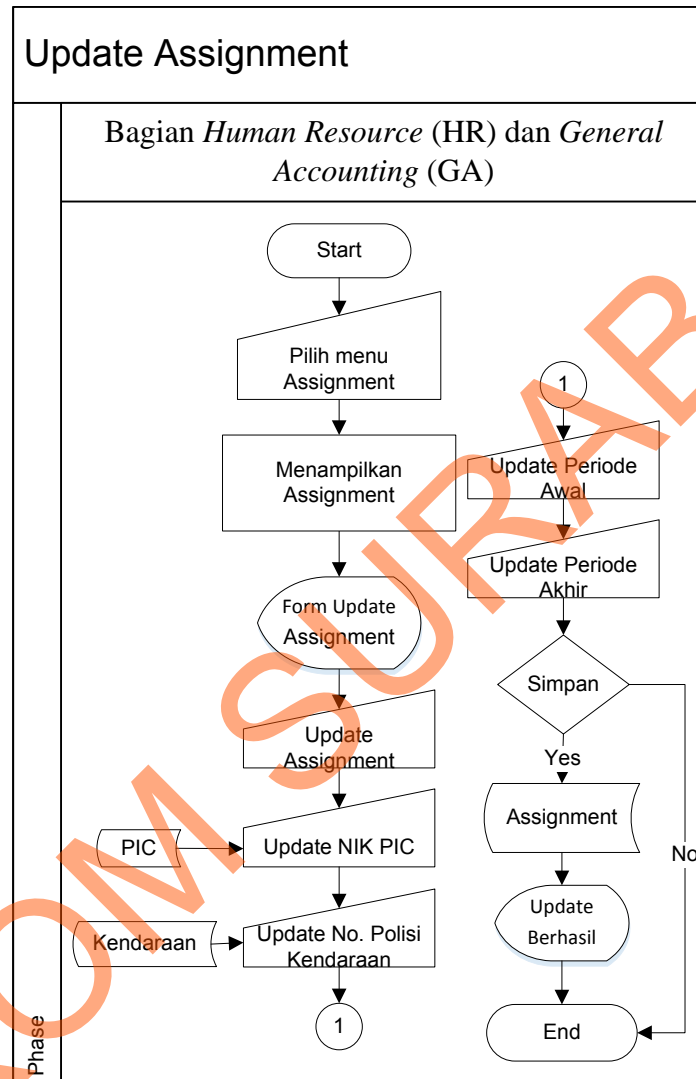 Update Assignment
Bagian Human Resource (HR) dan General
Accounting (GA)
Phase
Start
Pilih menu
Assignment
Menampilkan
Assignment
Form Update
Assignment
Update
Assignment
PIC
Update NIK PIC
Kendaraan
Update No. Polisi
Kendaraan
1
1
Update Periode
Awal
Update Periode
Akhir
Simpan
Yes
No
Assignment
Update
Berhasil
End
OM SURAB